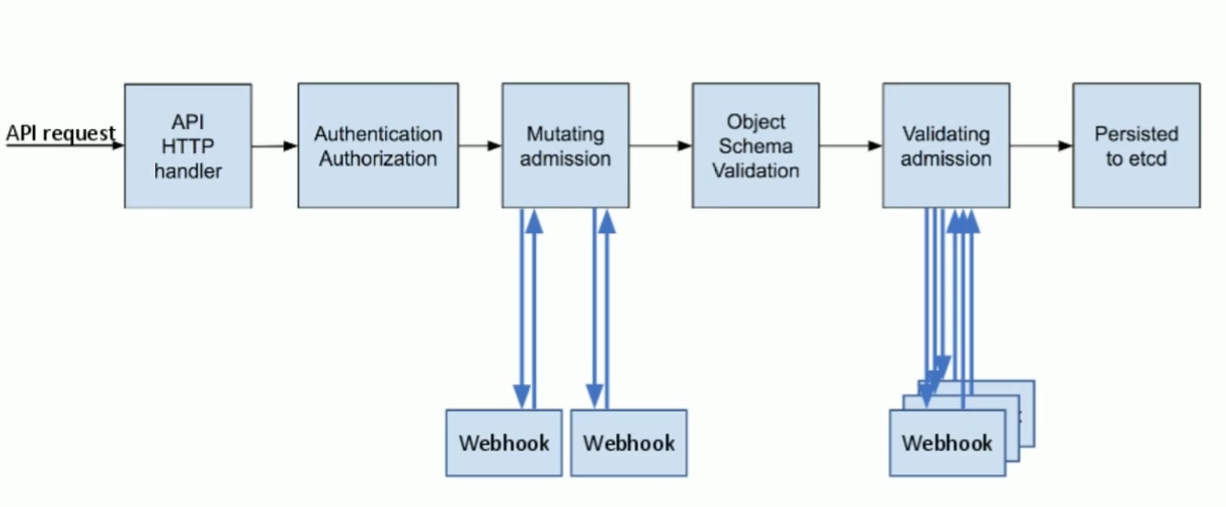 API request
API
HTTP
handler
Authentication
Authorization
Mutating
admission
Object
Schema
Validation
Validating
admission
Persisted
to etcd
Webhook
Webhook
Webhook